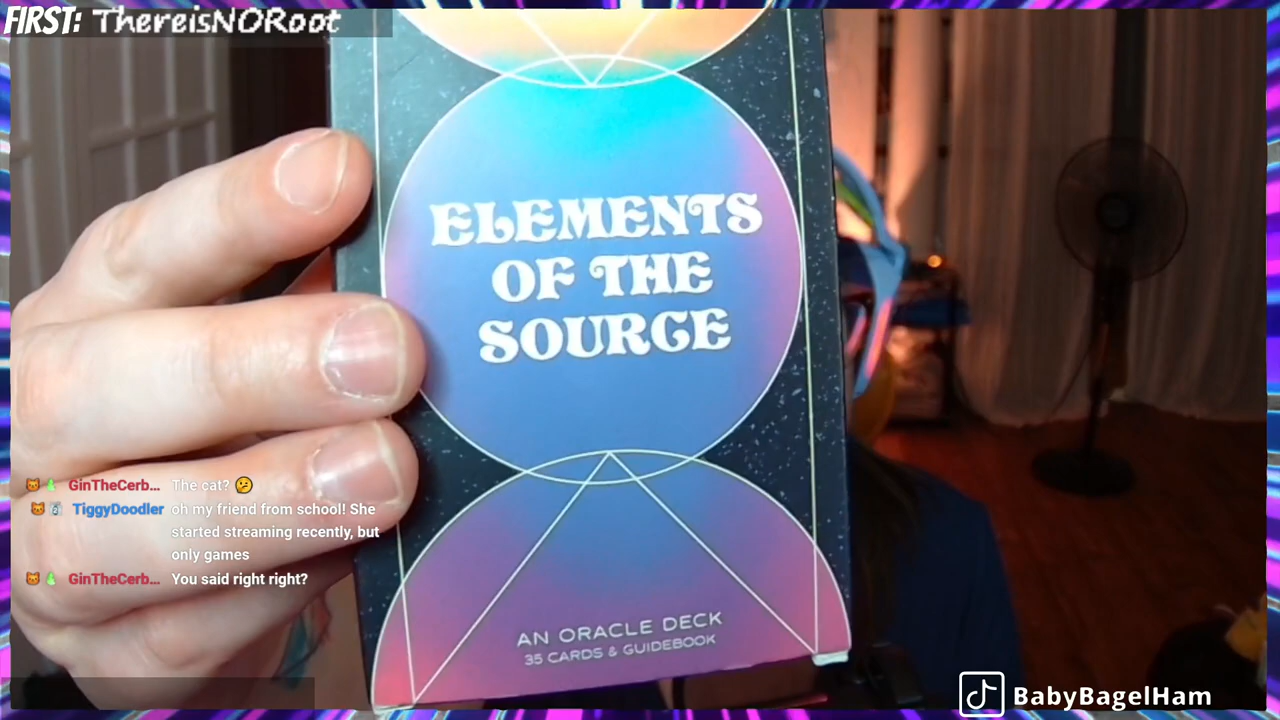 FIRST: ThereisNORoot
ELEMENTS
OF THE
SOURCE
AN ORACLE DECK
35 CARDS & GUIDEBOOK
GinTheCerb... The cat? 🤔
TiggyDoodler oh my friend from school! She
started streaming recently, but
only games
GinTheCerb... You said right right?
BabyBagelHam